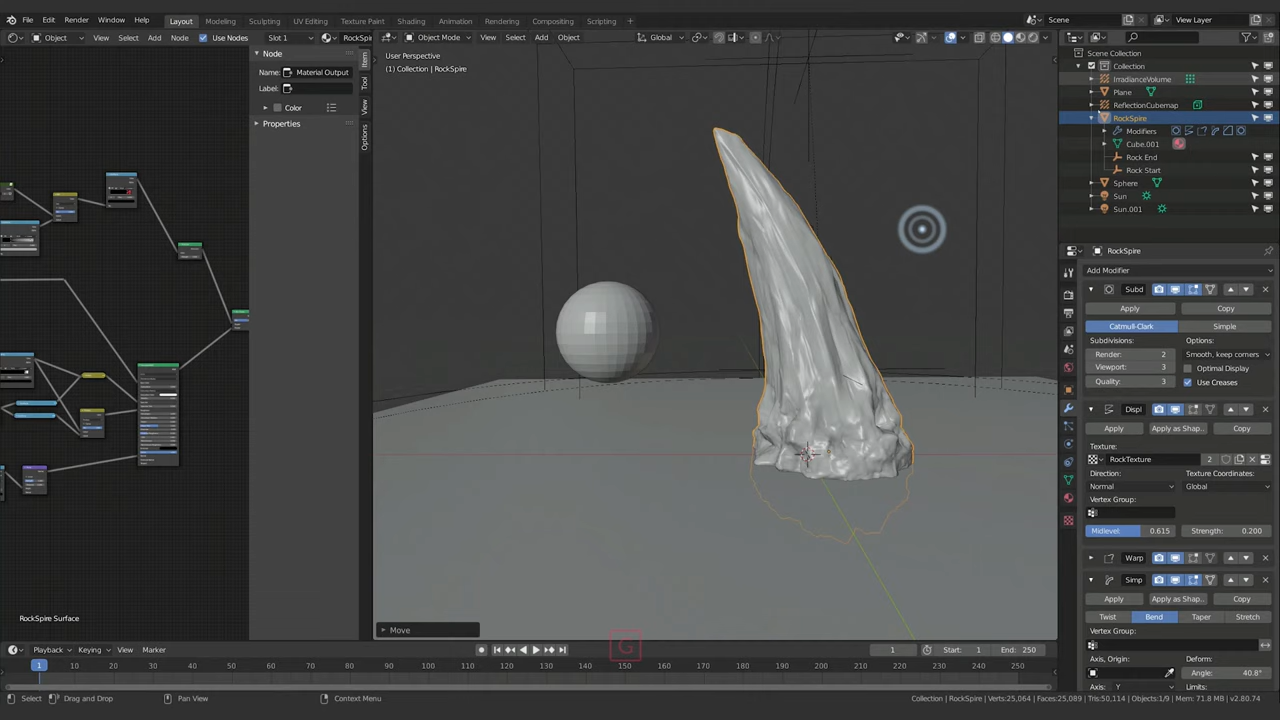 File Edit Render Window Help Layout Modeling Sculpting UV Editing Texture Paint Shading Animation Rendering Compositing Scripting + Scene View Layer
Object View Select Add Node Use Nodes Slot 1 RockSpi
Object Mode View Select Add Object Global
Node
Name: Material Output
Label:
Color
Properties
Item
Tool
View
Options
User Perspective
(1) Collection | RockSpire
RockSpire Surface
Move
G
Scene Collection
Collection
IrradianceVolume
Plane
ReflectionCubemap
RockSpire
Modifiers
Cube.001
Rock End
Rock Start
Sphere
Sun
Sun.001
RockSpire
Add Modifier
Subd
Apply Copy
Catmull-Clark Simple
Subdivisions: Options:
Render: 2 Smooth, keep corners
Viewport: 3 Optimal Display
Quality: 3 Use Creases
Displ
Apply Apply as Shap.. Copy
Texture:
RockTexture 2
Direction: Texture Coordinates:
Normal Global
Vertex Group:
Midlevel: 0.615 Strength: 0.200
Warp
Simp
Apply Apply as Shap.. Copy
Twist Bend Taper Stretch
Vertex Group:
Axis, Origin: Deform:
Angle: 40.8°
Axis: Y
Playback Keying View Marker 1 Start: 1 End: 250
1 10 20 30 40 50 60 70 80 90 100 110 120 130 140 150 160 170 180 190 200 210 220 230 240 250
Select Drag and Drop Pan View Context Menu Collection | RockSpire | Verts:25,064 | Faces:25,089 | Tris:50,114 | Objects:1/9 | Mem: 71.8 MB | v2.80.74